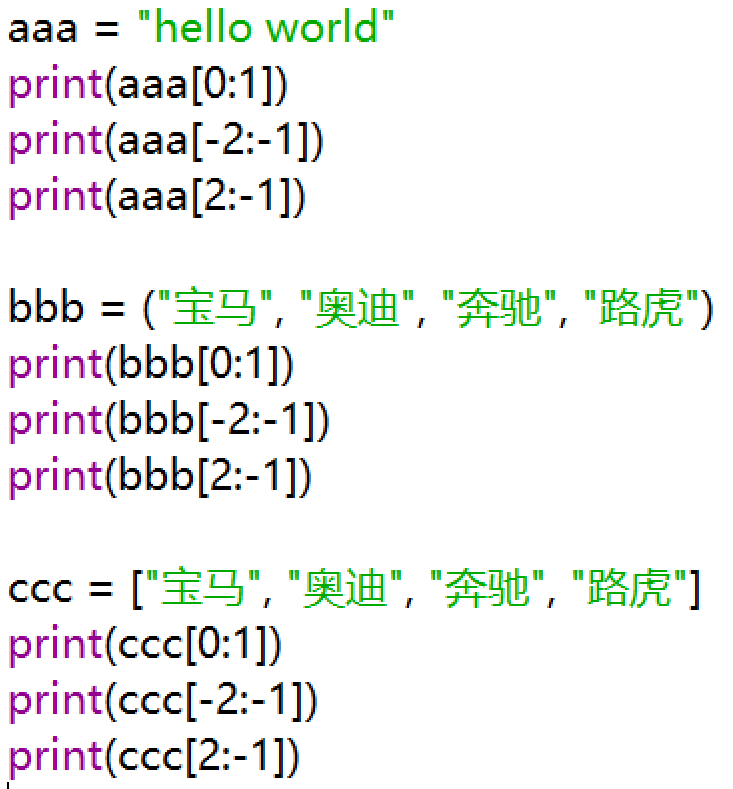 aaa = "hello world"
print(aaa[0:1])
print(aaa[-2:-1])
print(aaa[2:-1])
bbb = ("宝马", "奥迪", "奔驰", "路虎")
print(bbb[0:1])
print(bbb[-2:-1])
print(bbb[2:-1])
ccc = ["宝马", "奥迪", "奔驰", "路虎"]
print(ccc[0:1])
print(ccc[-2:-1])
print(ccc[2:-1])